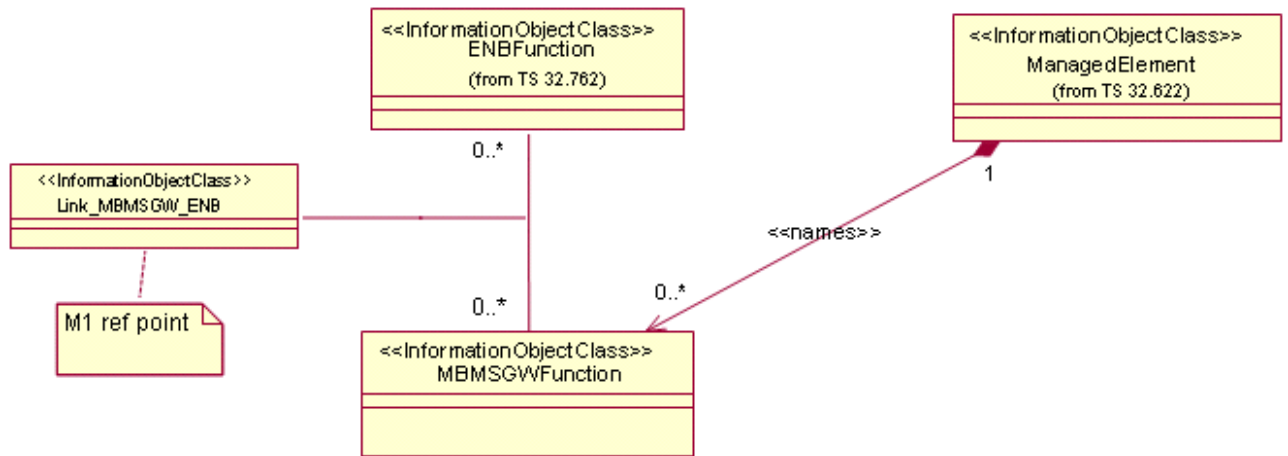 <<InformationObjectClass>>
ENBFunction
(from TS 32.762)
<<InformationObjectClass>>
ManagedElement
(from TS 32.622)
0..*
1
<<InformationObjectClass>>
Link_MBMSGW_ENB
<<names>>
M1 ref point
0..*
0..*
<<InformationObjectClass>>
MBMSGWFunction